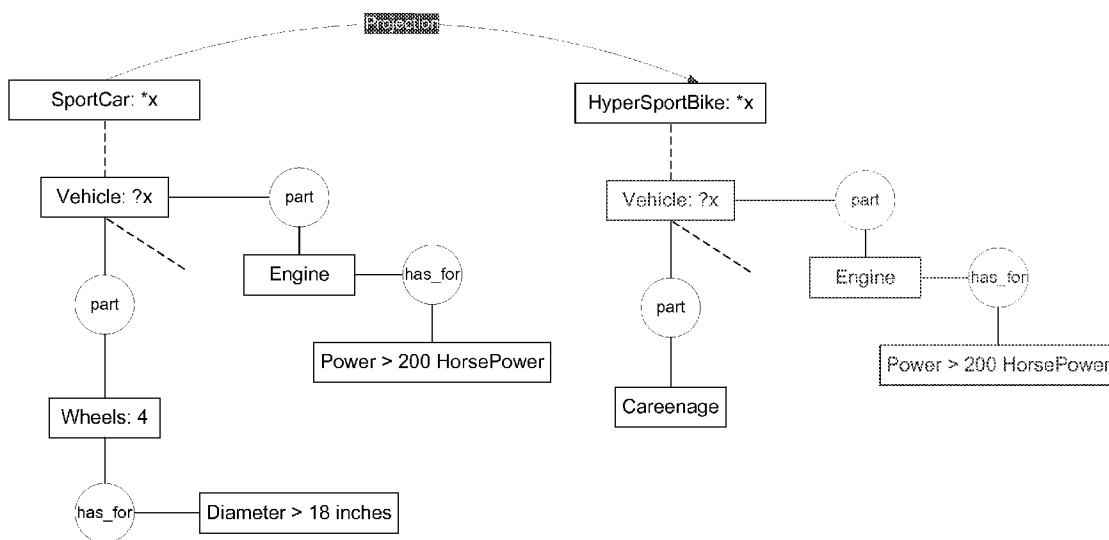 Projection
SportCar: *x
HyperSportBike: *x
Vehicle: ?x
part
Vehicle: ?x
part
Engine
has_for
Engine
has_for
part
part
Power > 200 HorsePower
Power > 200 HorsePower
Wheels: 4
Careenage
has_for
Diameter > 18 inches